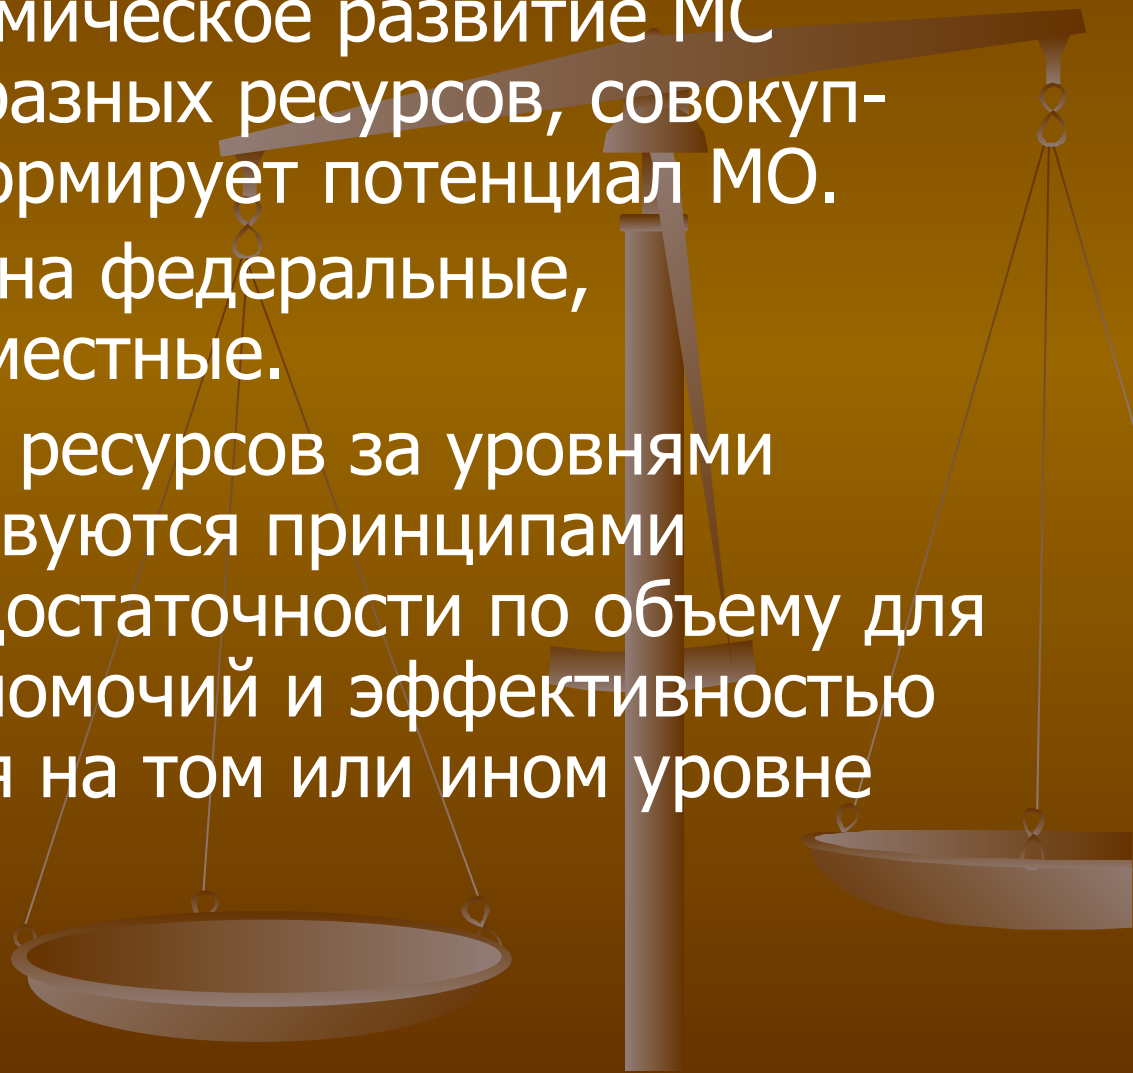 мическое развитие МО
разных ресурсов, совокуп-
ормирует потенциал МО.
на федеральные,
местные.
ресурсов за уровнями
вуются принципами
достаточности по объему для
номочий и эффективностью
я на том или ином уровне